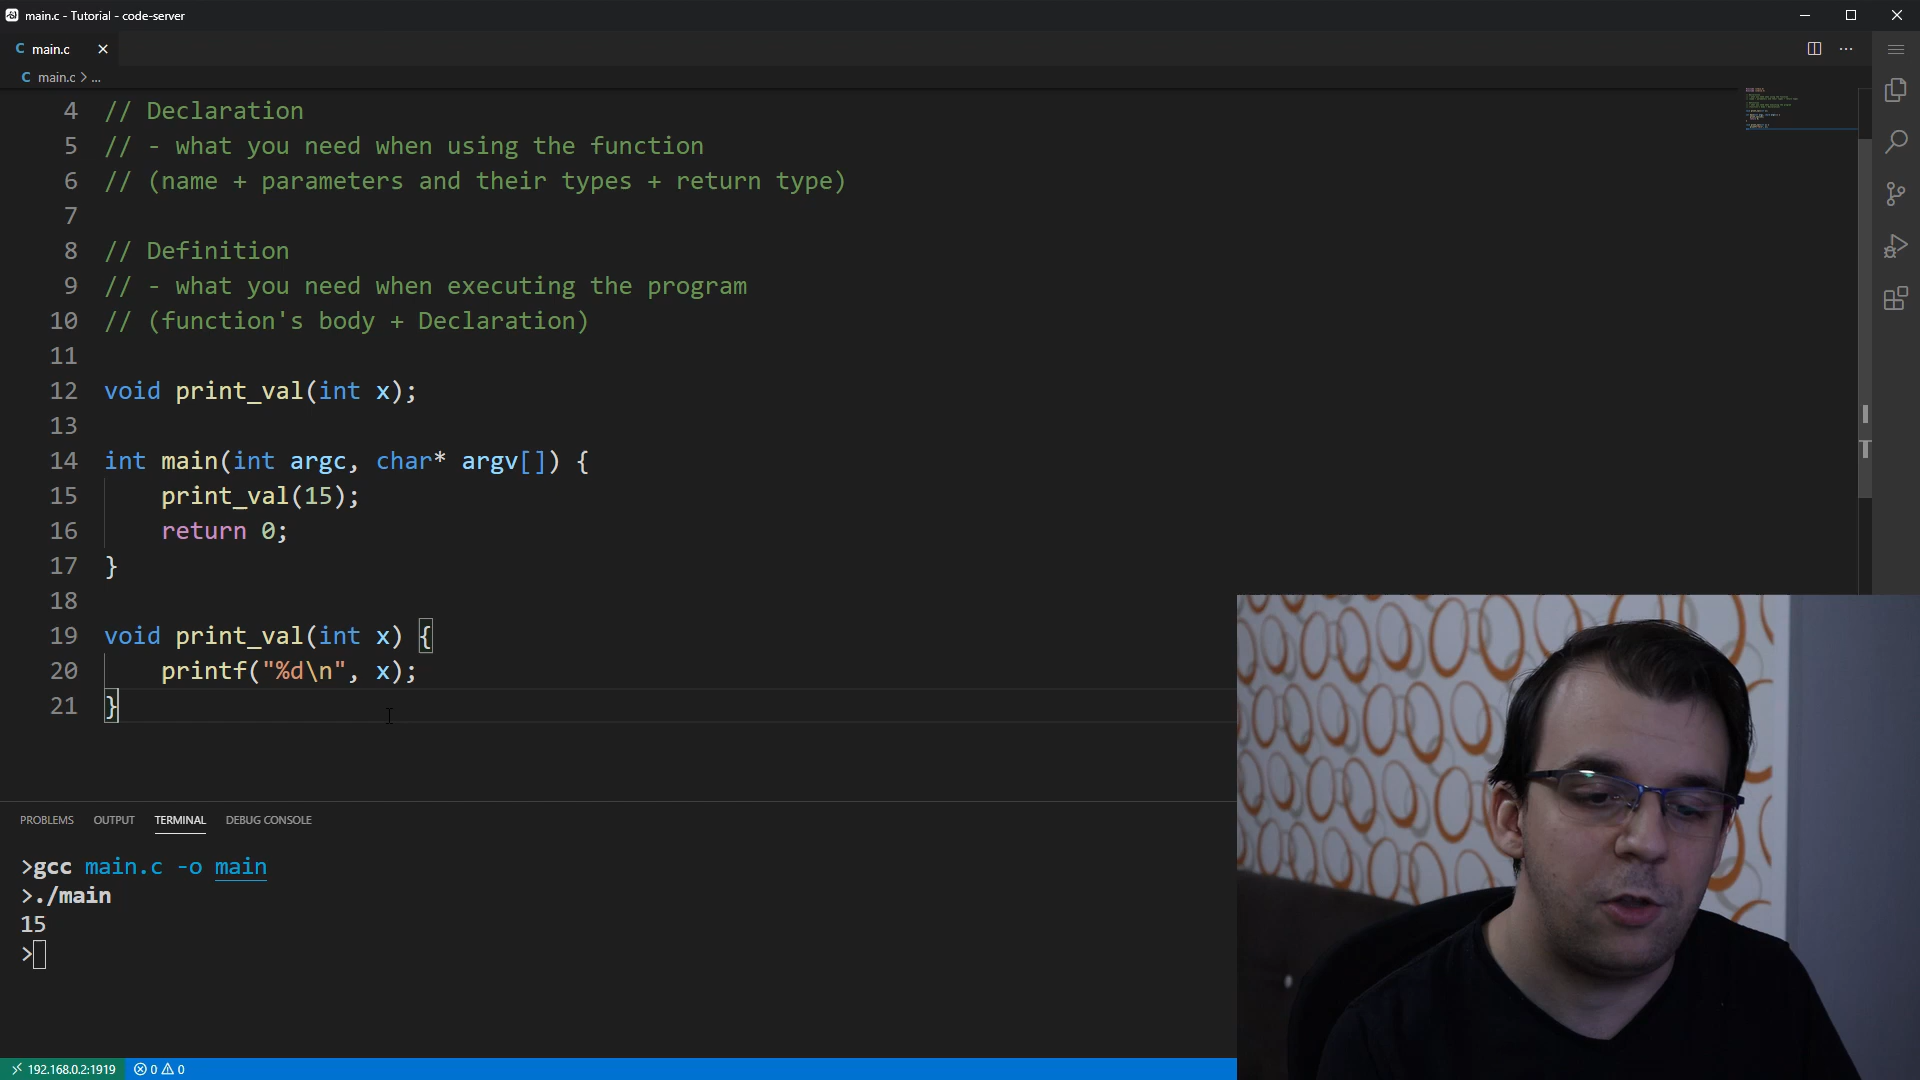 main.c - Tutorial - code-server
C main.c
C main.c > ...
4 // Declaration
5 // - what you need when using the function
6 // (name + parameters and their types + return type)
7
8 // Definition
9 // - what you need when executing the program
10 // (function's body + Declaration)
11
12 void print_val(int x);
13
14 int main(int argc, char* argv[]) {
15 print_val(15);
16 return 0;
17 }
18
19 void print_val(int x) {
20 printf("%d\n", x);
21 }
PROBLEMS OUTPUT TERMINAL DEBUG CONSOLE
>gcc main.c -o main
>./main
15
>
192.168.0.2:1919 0 0